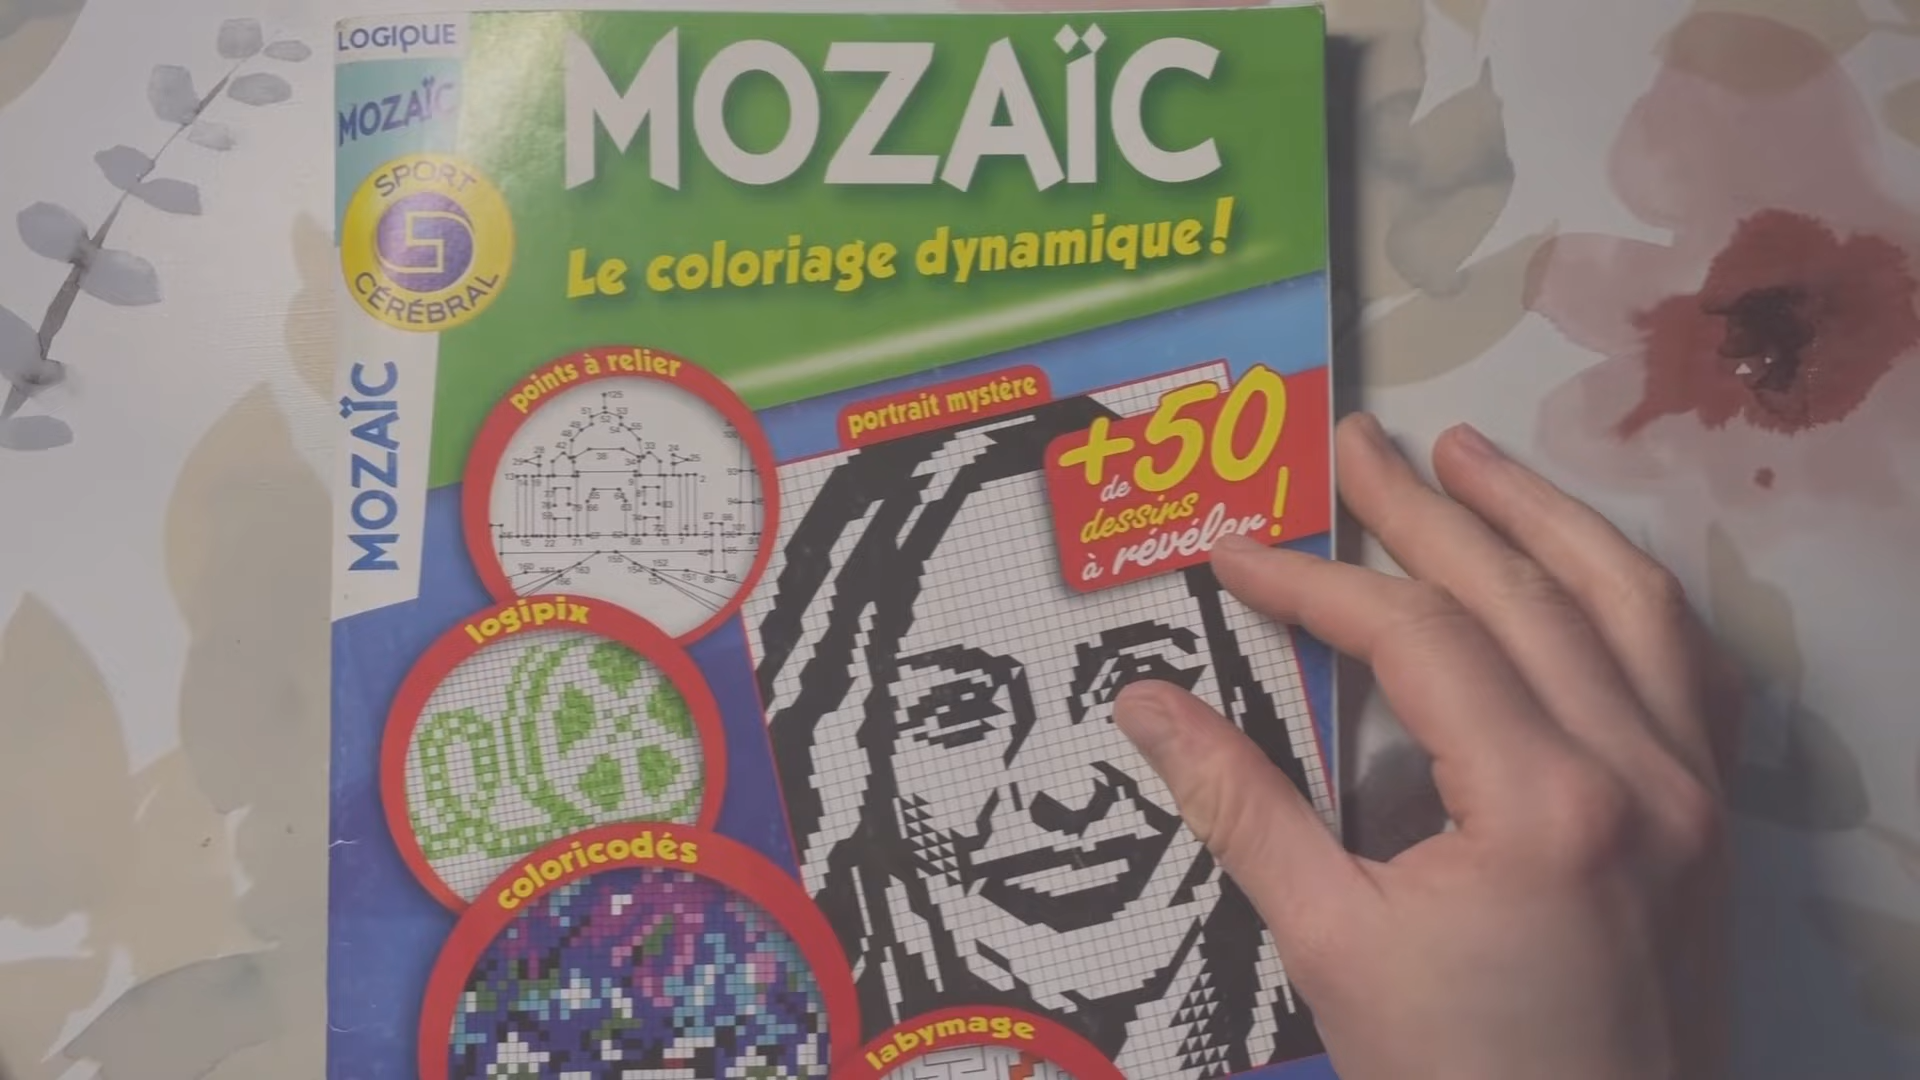 LOGIQUE
MOZAÏC
MOZAÏC
Le coloriage dynamique!
SPORT
CÉRÉBRAL
MOZAÏC
points à relier
portrait mystère
+ de 50
dessins
à révéler!
logipix
coloricodés
labymage